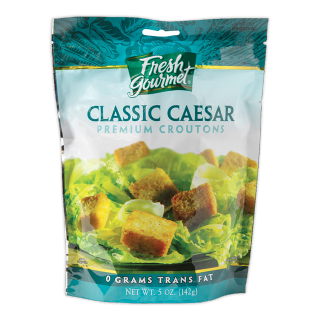 Fresh
Gourmet®
CLASSIC CAESAR
PREMIUM CROUTONS
0 GRAMS TRANS FAT
NET WT. 5 OZ. (142g)